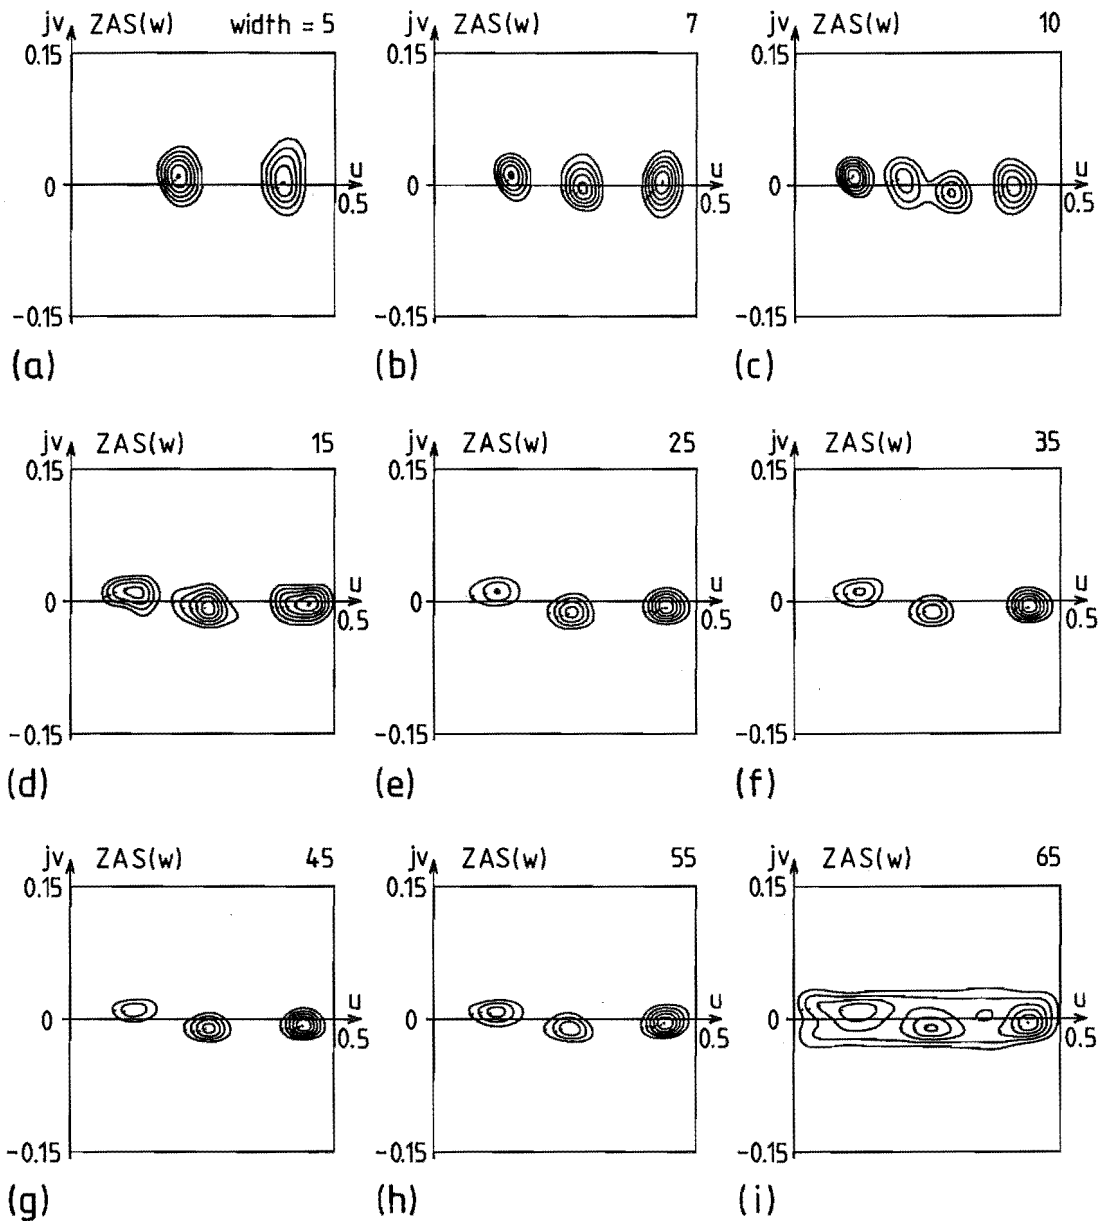 jv ZAS(w) width = 5
0.15
0
u
0.5
-0.15
(a)
jv ZAS(w) 7
0.15
0
u
0.5
-0.15
(b)
jv ZAS(w) 10
0.15
0
u
0.5
-0.15
(c)
jv ZAS(w) 15
0.15
0
u
0.5
-0.15
(d)
jv ZAS(w) 25
0.15
0
u
0.5
-0.15
(e)
jv ZAS(w) 35
0.15
0
u
0.5
-0.15
(f)
jv ZAS(w) 45
0.15
0
u
0.5
-0.15
(g)
jv ZAS(w) 55
0.15
0
u
0.5
-0.15
(h)
jv ZAS(w) 65
0.15
0
u
0.5
-0.15
(i)